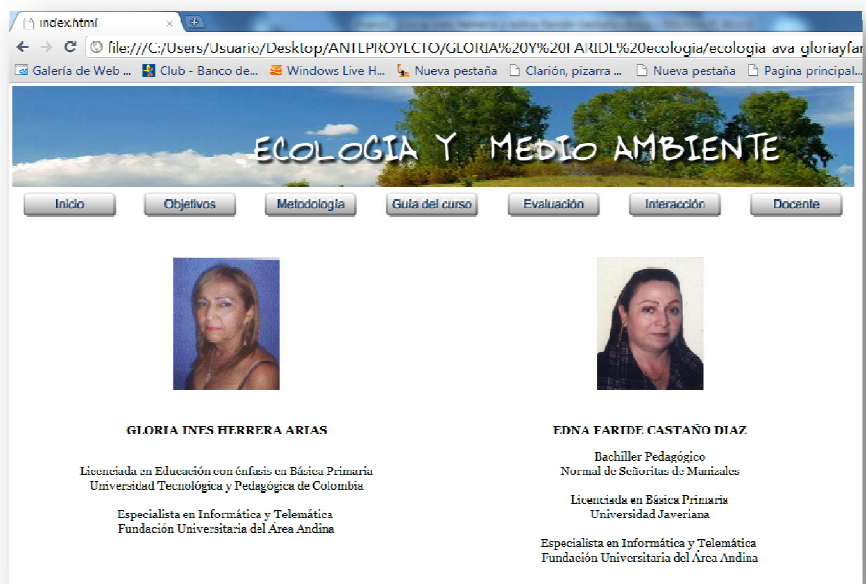 index.html
file:///C:/Users/Usuario/Desktop/ANTEPROYECTO/GLORIA%20Y%20FARIDE%20ecologia/ecologia ava gloriayfar
Galería de Web ... Club - Banco de... Windows Live H... Nueva pestaña Clarión, pizarra ... Nueva pestaña Pagina principal...
ECOLOGIA Y MEDIO AMBIENTE
Inicio Objetivos Metodología Guía del curso Evaluación Interacción Docente
GLORIA INES HERRERA ARIAS
Licenciada en Educación con énfasis en Básica Primaria
Universidad Tecnológica y Pedagógica de Colombia
Especialista en Informática y Telemática
Fundación Universitaria del Área Andina
EDNA FARIDE CASTAÑO DIAZ
Bachiller Pedagógico
Normal de Señoritas de Manizales
Licenciada en Básica Primaria
Universidad Javeriana
Especialista en Informática y Telemática
Fundación Universitaria del Área Andina